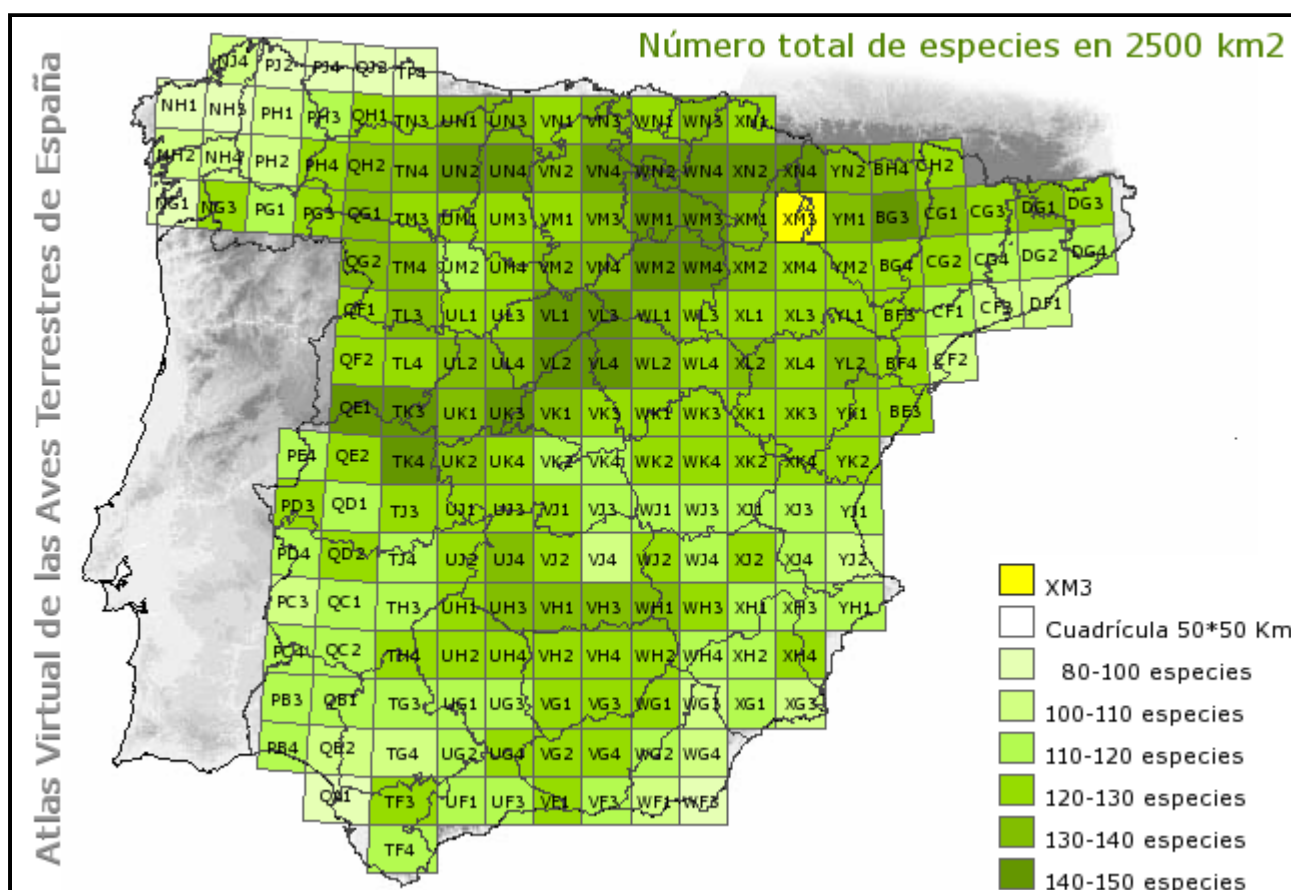 Número total de especies en 2500 km2
Atlas Virtual de las Aves Terrestres de España
NJ4 PJ2 PJ4 QJ2 TP4
NH1 NH3 PH1 PH3 QH1 TN3 UN1 UN3 VN1 VN3 WN1 WN3 XN1
NH2 NH4 PH2 PH4 QH2 TN4 UN2 UN4 VN2 VN4 WN2 WN4 XN2 XN4 YN2 BH4 CH2
NG1 NG3 PG1 PG3 QG1 TM3 UM1 UM3 VM1 VM3 WM1 WM3 XM1 XM3 YM1 BG3 CG1 CG3 DG1 DG3
QG2 TM4 UM2 UM4 VM2 VN4 WM2 WM4 XM2 XM4 YM2 BG4 CG2 CG4 DG2 DG4
QF1 TL3 UL1 UL3 VL1 VL3 WL1 WL3 XL1 XL3 YL1 BF3 CF1 CF3 DF1
QF2 TL4 UL2 UL4 VL2 VL4 WL2 WL4 XL2 XL4 YL2 BF4 CF2
QE1 TK3 UK1 UK3 VK1 VK3 WK1 WK3 XK1 XK3 YK1 BE3
PE4 QE2 TK4 UK2 UK4 VK2 VK4 WK2 WK4 XK2 XK4 YK2
PD3 QD1 TJ3 UJ1 UJ3 VJ1 VJ3 WJ1 WJ3 XJ1 XJ3 YJ1
PD4 QD2 TJ4 UJ2 UJ4 VJ2 VJ4 WJ2 WJ4 XJ2 XJ4 YJ2
PC3 QC1 TH3 UH1 UH3 VH1 VH3 WH1 WH3 XH1 XH3 YH1
PC4 QC2 TH4 UH2 UH4 VH2 VH4 WH2 WH4 XH2 XH4
PB3 QB1 TG3 UG1 UG3 VG1 VG3 WG1 WG3 XG1 XG3
PB4 QB2 TG4 UG2 UG4 VG2 VG4 WG2 WG4
TF3 UF1 UF3 VF1 VF3 WF1 WF3
TF4
XM3
Cuadrícula 50*50 Km
80-100 especies
100-110 especies
110-120 especies
120-130 especies
130-140 especies
140-150 especies